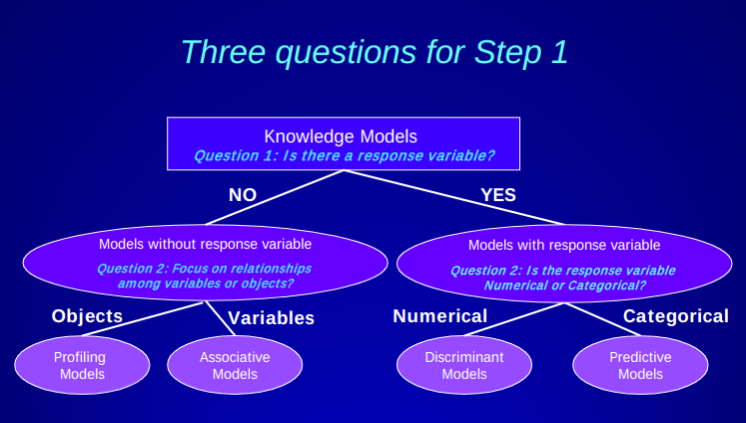 Three questions for Step 1
Knowledge Models
Question 1: Is there a response variable?
NO
YES
Models without response variable
Question 2: Focus on relationships
among variables or objects?
Models with response variable
Question 2: Is the response variable
Numerical or Categorical?
Objects
Variables
Numerical
Categorical
Profiling
Models
Associative
Models
Discriminant
Models
Predictive
Models